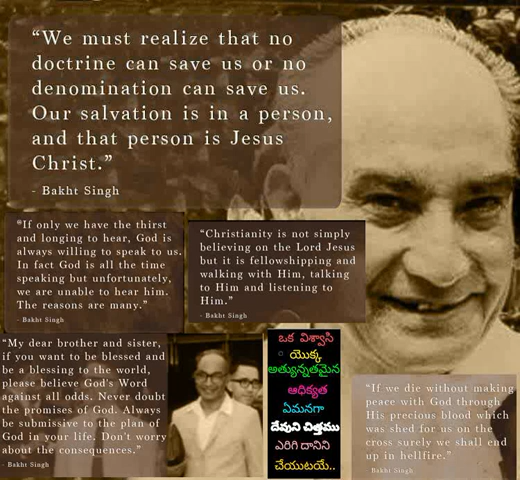 “We must realize that no
doctrine can save us or no
denomination can save us.
Our salvation is in a person,
and that person is Jesus
Christ.”
- Bakht Singh
“If only we have the thirst
and longing to hear, God is
always willing to speak to us.
In fact God is all the time
speaking but unfortunately,
we are unable to hear him.
The reasons are many.”
- Bakht Singh
“Christianity is not simply
believing on the Lord Jesus
but it is fellowshipping and
walking with Him, talking
to Him and listening to
Him.”
- Bakht Singh
“My dear brother and sister,
if you want to be blessed and
be a blessing to the world,
please believe God's Word
against all odds. Never doubt
the promises of God. Always
be submissive to the plan of
God in your life. Don't worry
about the consequences.”
- Bakht Singh
ఒక విశ్వాసి
యొక్క
అత్యున్నతమైన
ఆధిక్యత
ఏమనగా
దేవుని చిత్తము
ఎరిగి దానిని
చేయుటయే..
“If we die without making
peace with God through
His precious blood which
was shed for us on the
cross surely we shall end
up in hellfire.”
- Bakht Singh